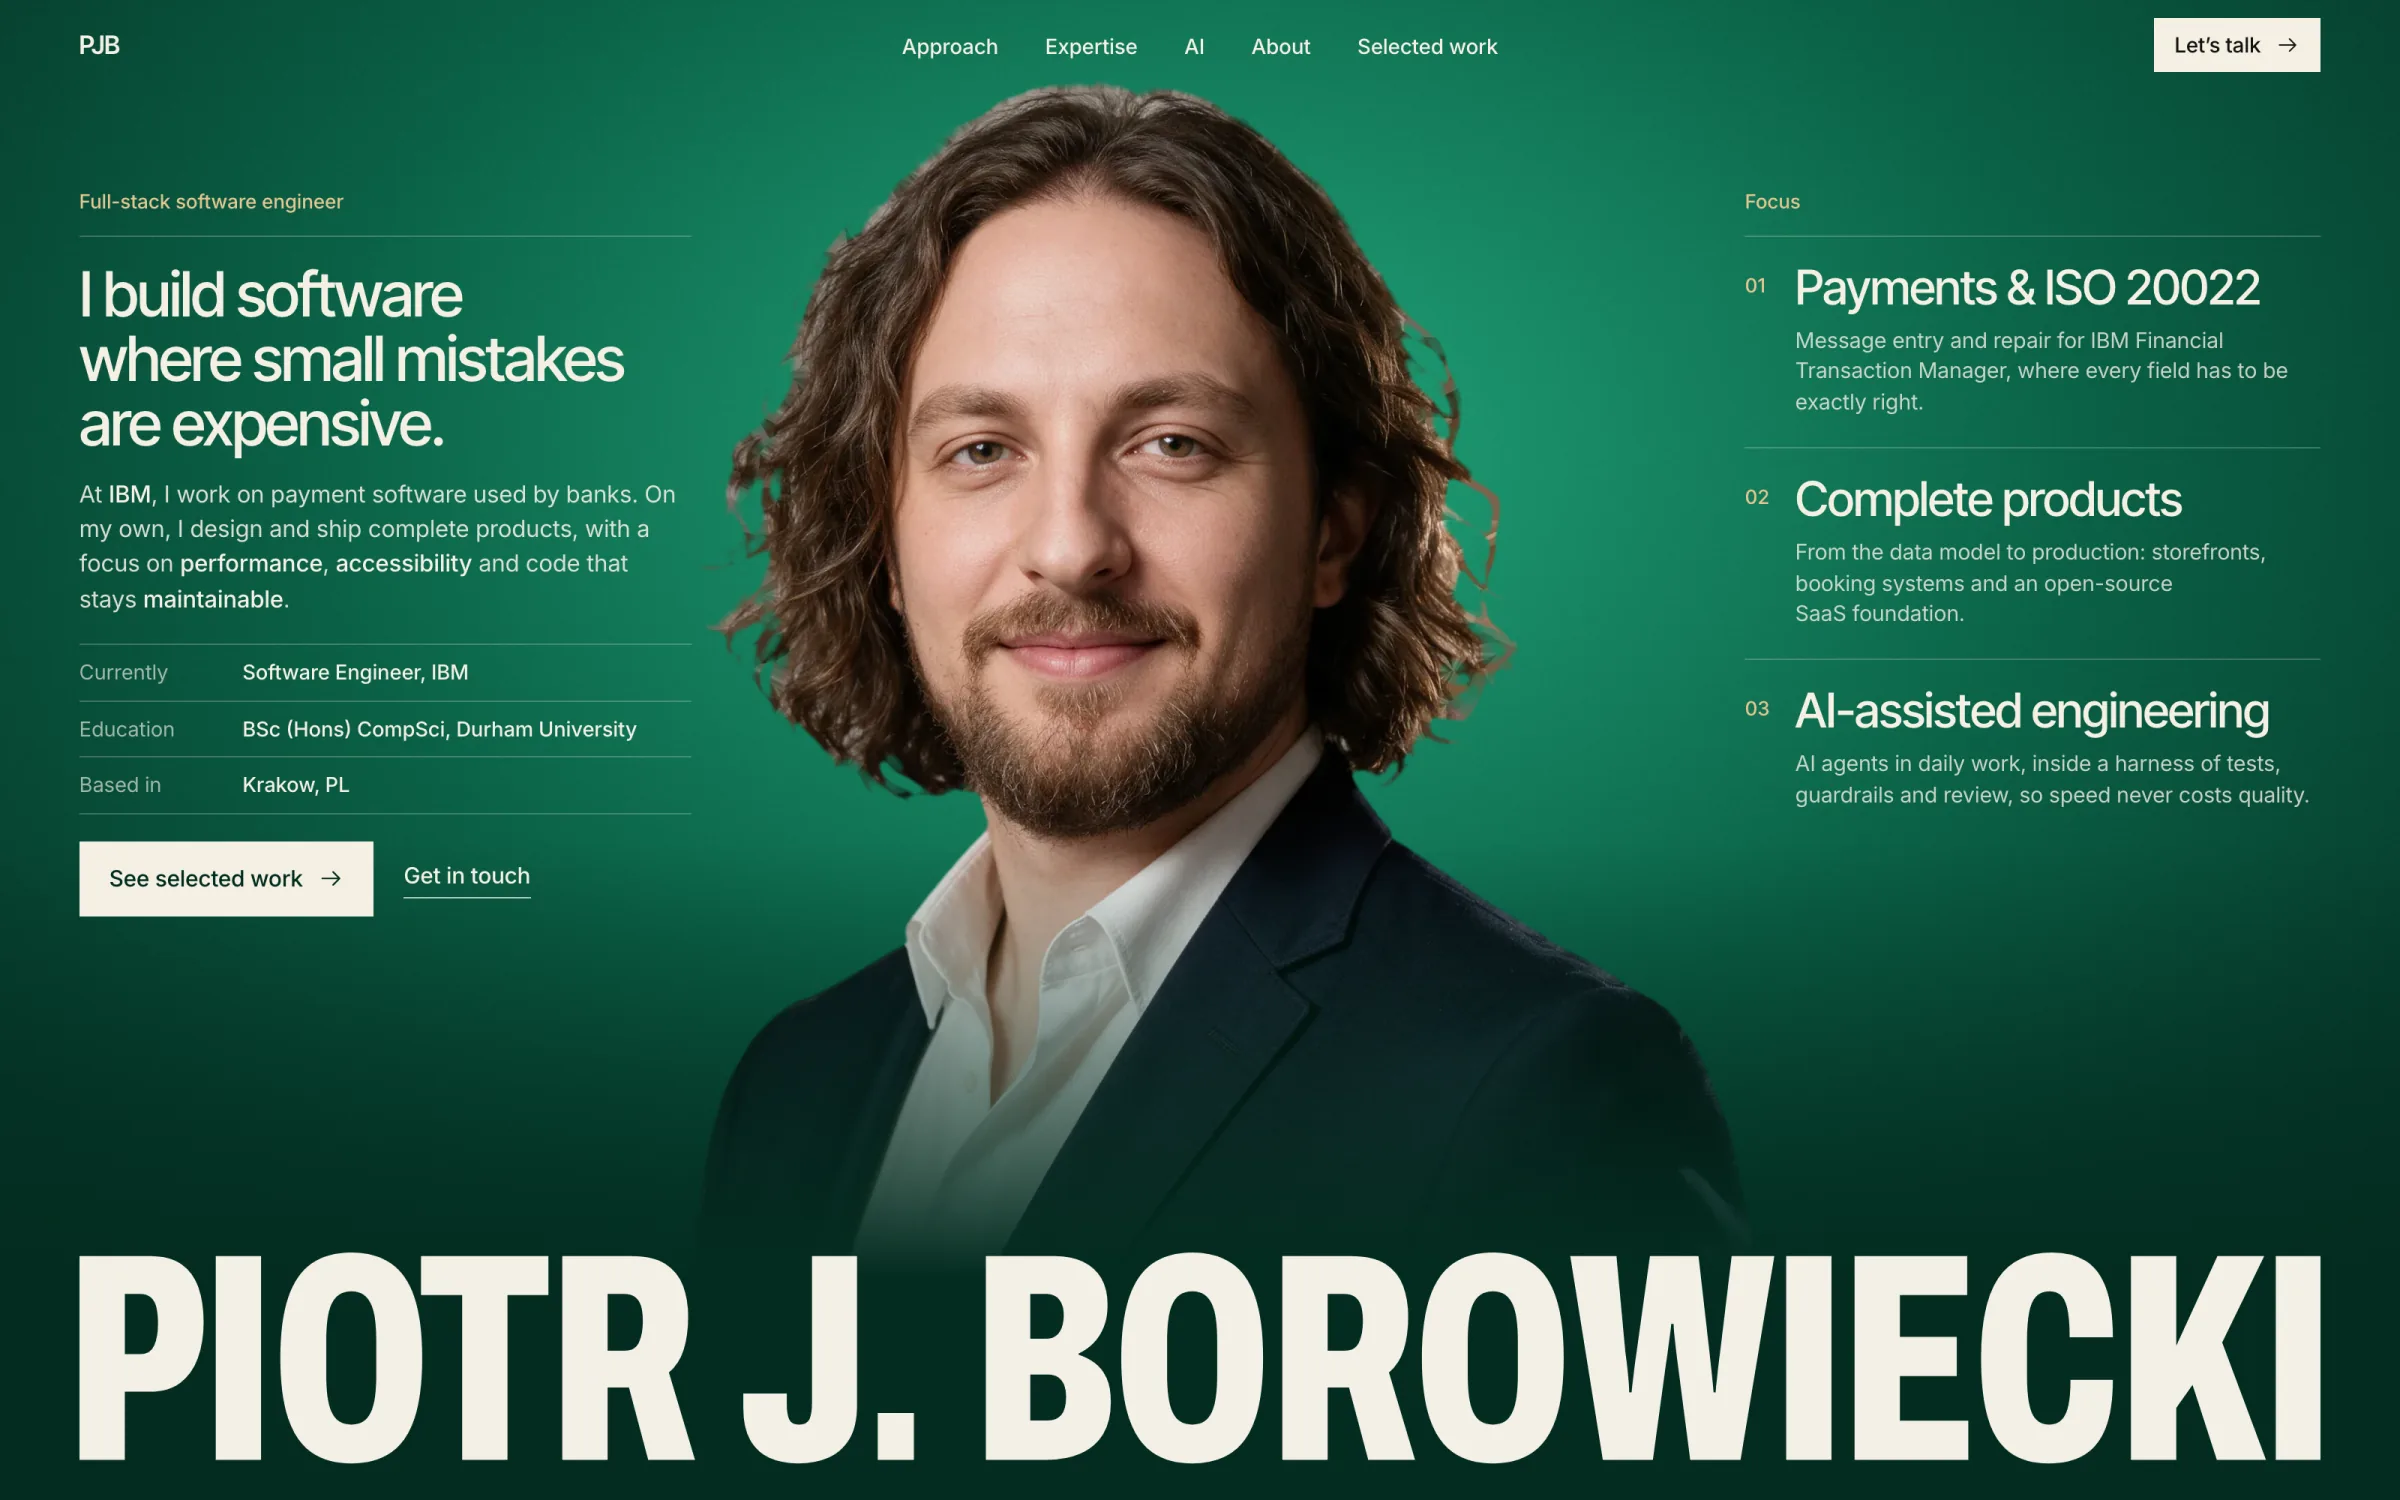 PJB
Approach Expertise AI About Selected work
Let’s talk
Full-stack software engineer
I build software
where small mistakes
are expensive.
At IBM, I work on payment software used by banks. On
my own, I design and ship complete products, with a
focus on performance, accessibility and code that
stays maintainable.
Currently Software Engineer, IBM
Education BSc (Hons) CompSci, Durham University
Based in Krakow, PL
See selected work
Get in touch
Focus
01 Payments & ISO 20022
Message entry and repair for IBM Financial
Transaction Manager, where every field has to be
exactly right.
02 Complete products
From the data model to production: storefronts,
booking systems and an open-source
SaaS foundation.
03 AI-assisted engineering
AI agents in daily work, inside a harness of tests,
guardrails and review, so speed never costs quality.
PIOTR J. BOROWIECKI